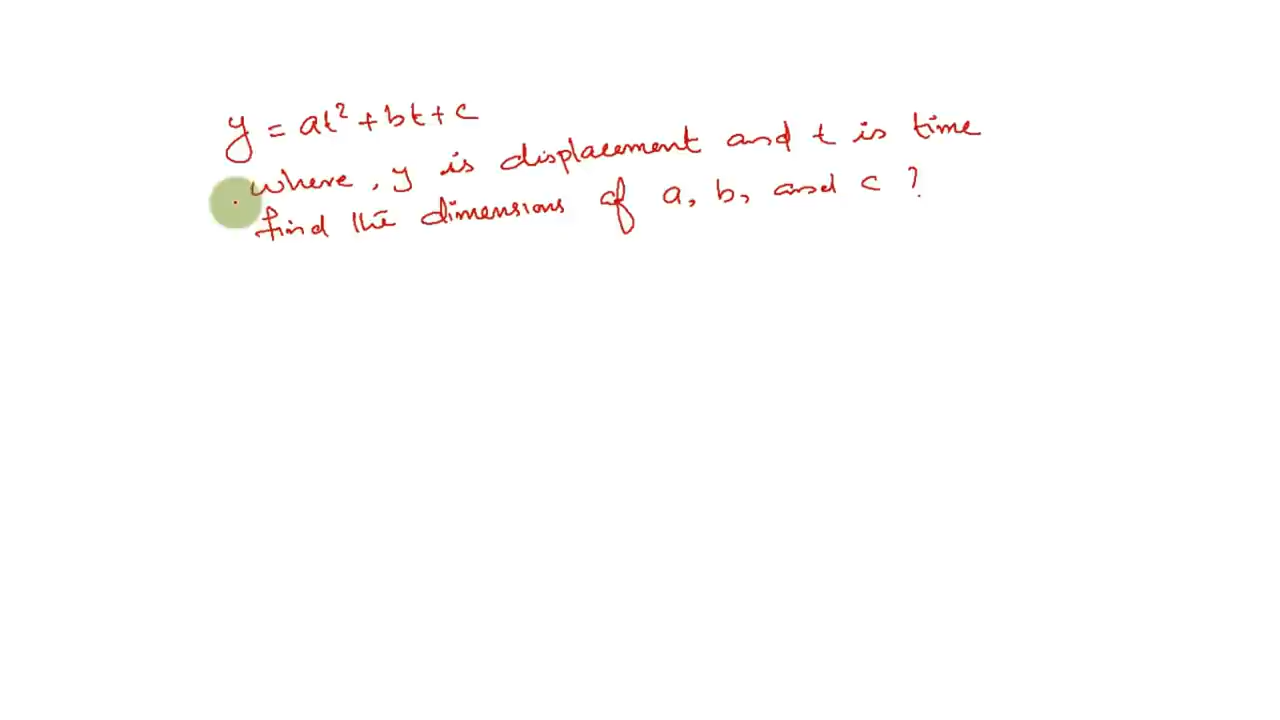 y = at² + bt + c
where, y is displacement and t is time
find the dimensions of a, b, and c ?